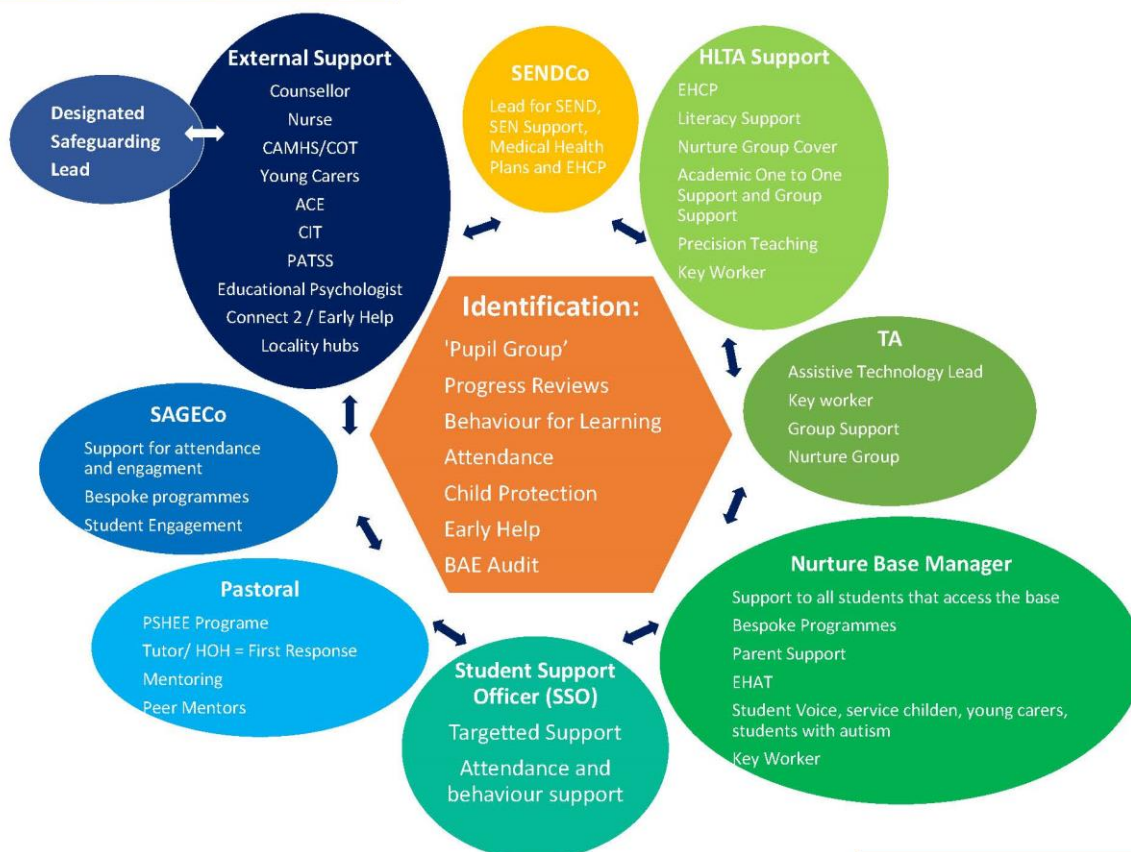 Designated
Safeguarding
Lead
External Support
Counsellor
Nurse
CAMHS/COT
Young Carers
ACE
CIT
PATSS
Educational Psychologist
Connect 2 / Early Help
Locality hubs
SENDCo
Lead for SEND,
SEN Support,
Medical Health
Plans and EHCP
HLTA Support
EHCP
Literacy Support
Nurture Group Cover
Academic One to One
Support and Group
Support
Precision Teaching
Key Worker
Identification:
'Pupil Group’
Progress Reviews
Behaviour for Learning
Attendance
Child Protection
Early Help
BAE Audit
TA
Assistive Technology Lead
Key worker
Group Support
Nurture Group
SAGECo
Support for attendance
and engagment
Bespoke programmes
Student Engagement
Pastoral
PSHEE Programe
Tutor/ HOH = First Response
Mentoring
Peer Mentors
Student Support
Officer (SSO)
Targetted Support
Attendance and
behaviour support
Nurture Base Manager
Support to all students that access the base
Bespoke Programmes
Parent Support
EHAT
Student Voice, service childen, young carers,
students with autism
Key Worker